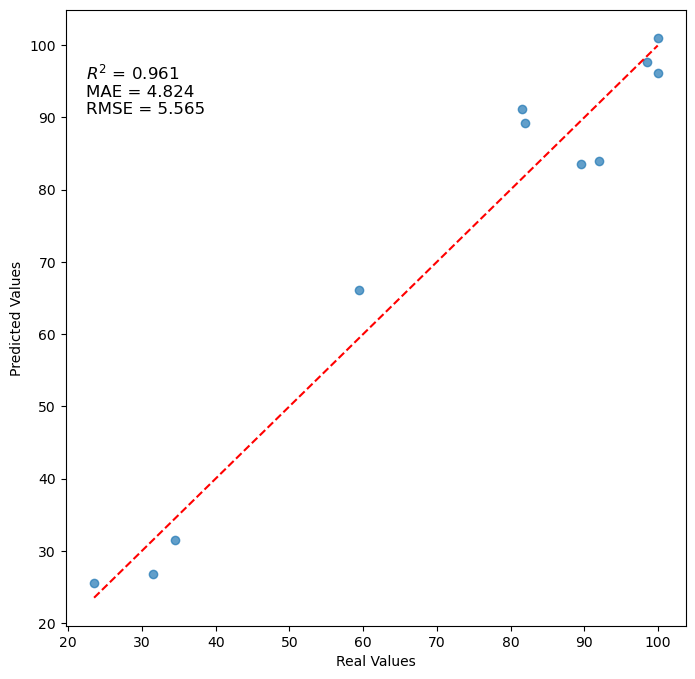 100
90
80
70
60
50
40
30
20
Predicted Values
R² = 0.961
MAE = 4.824
RMSE = 5.565
20 30 40 50 60 70 80 90 100
Real Values